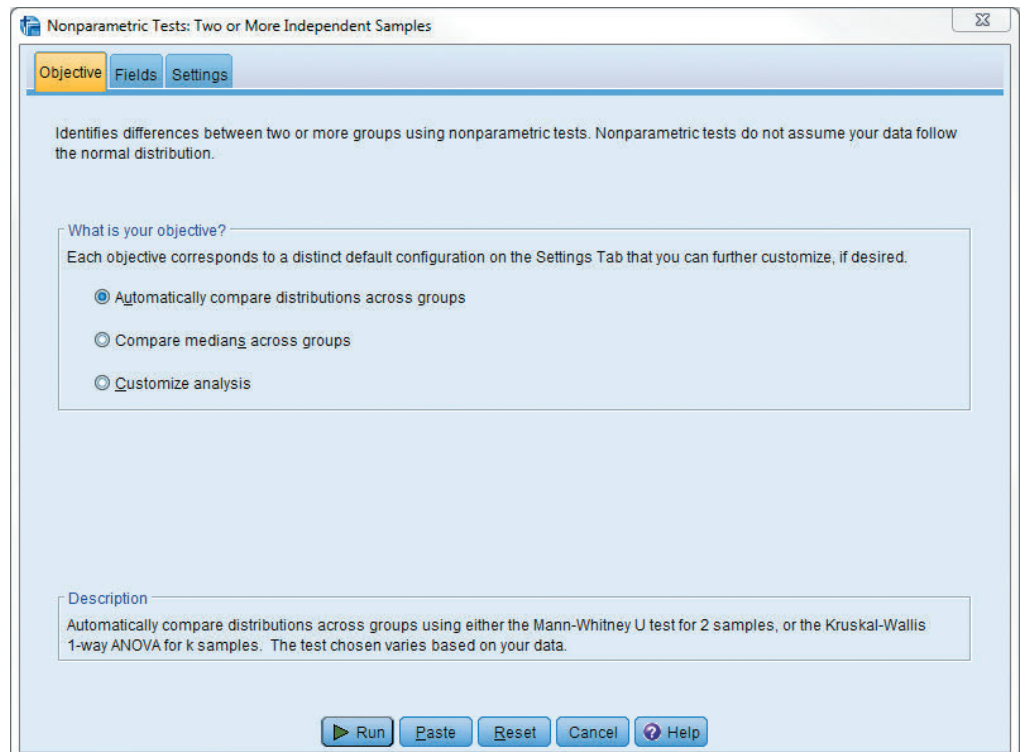 Nonparametric Tests: Two or More Independent Samples
Objective Fields Settings
Identifies differences between two or more groups using nonparametric tests. Nonparametric tests do not assume your data follow
the normal distribution.
What is your objective?
Each objective corresponds to a distinct default configuration on the Settings Tab that you can further customize, if desired.
Automatically compare distributions across groups
Compare medians across groups
Customize analysis
Description
Automatically compare distributions across groups using either the Mann-Whitney U test for 2 samples, or the Kruskal-Wallis
1-way ANOVA for k samples. The test chosen varies based on your data.
Run Paste Reset Cancel Help